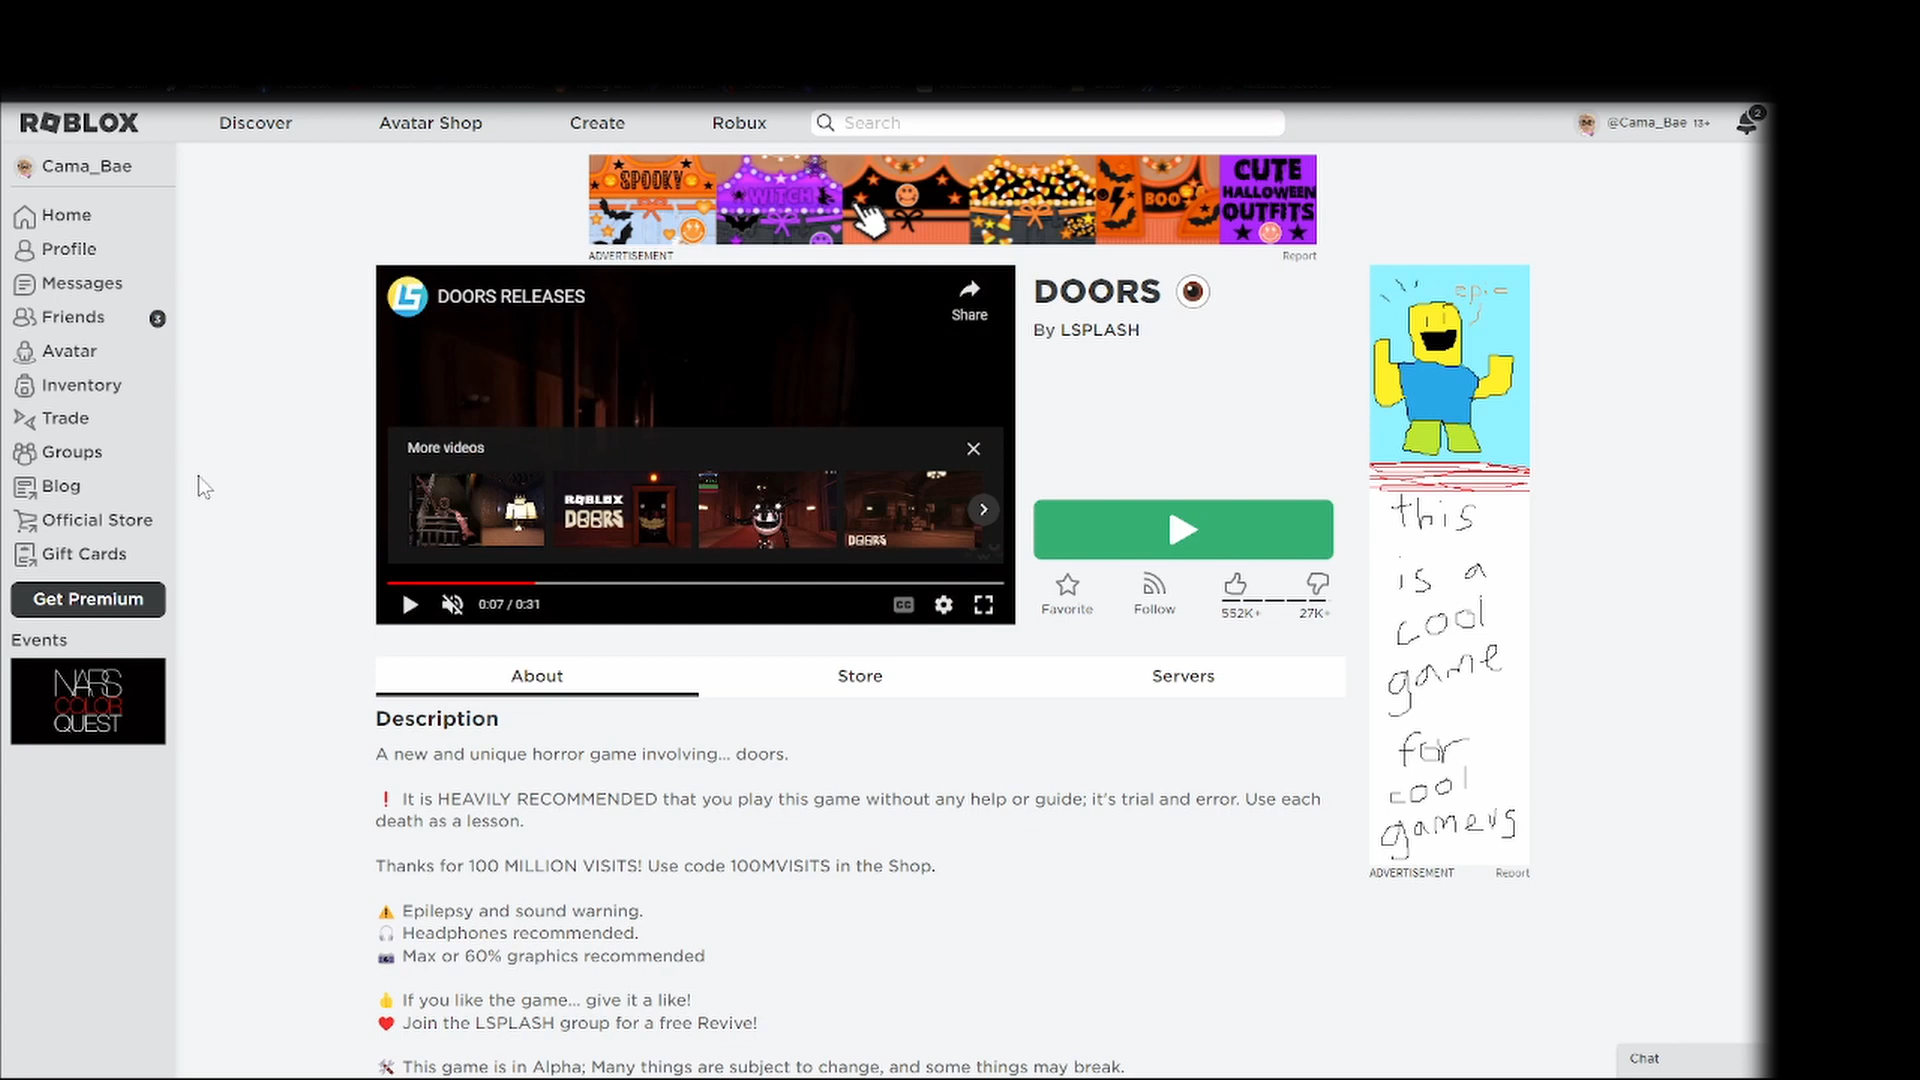 ROBLOX
Discover
Avatar Shop
Create
Robux
Search
@Cama_Bae 13+
2
Cama_Bae
Home
Profile
Messages
Friends
3
Avatar
Inventory
Trade
Groups
Blog
Official Store
Gift Cards
Get Premium
Events
NARS
COLOR
QUEST
SPOOKY
WITCH
BOO
CUTE
HALLOWEEN
OUTFITS
ADVERTISEMENT
Report
DOORS RELEASES
Share
More videos
ROBLOX
DOORS
DOORS
0:07 / 0:31
CC
DOORS
By LSPLASH
Favorite
Follow
552K+
27K+
About
Store
Servers
Description
A new and unique horror game involving... doors.
❗ It is HEAVILY RECOMMENDED that you play this game without any help or guide; it's trial and error. Use each
death as a lesson.
Thanks for 100 MILLION VISITS! Use code 100MVISITS in the Shop.
⚠️ Epilepsy and sound warning.
🎧 Headphones recommended.
📷 Max or 60% graphics recommended
👍 If you like the game... give it a like!
❤️ Join the LSPLASH group for a free Revive!
🛠️ This game is in Alpha; Many things are subject to change, and some things may break.
epic
this
is a
cool
game
for
cool
gamers
ADVERTISEMENT
Report
Chat